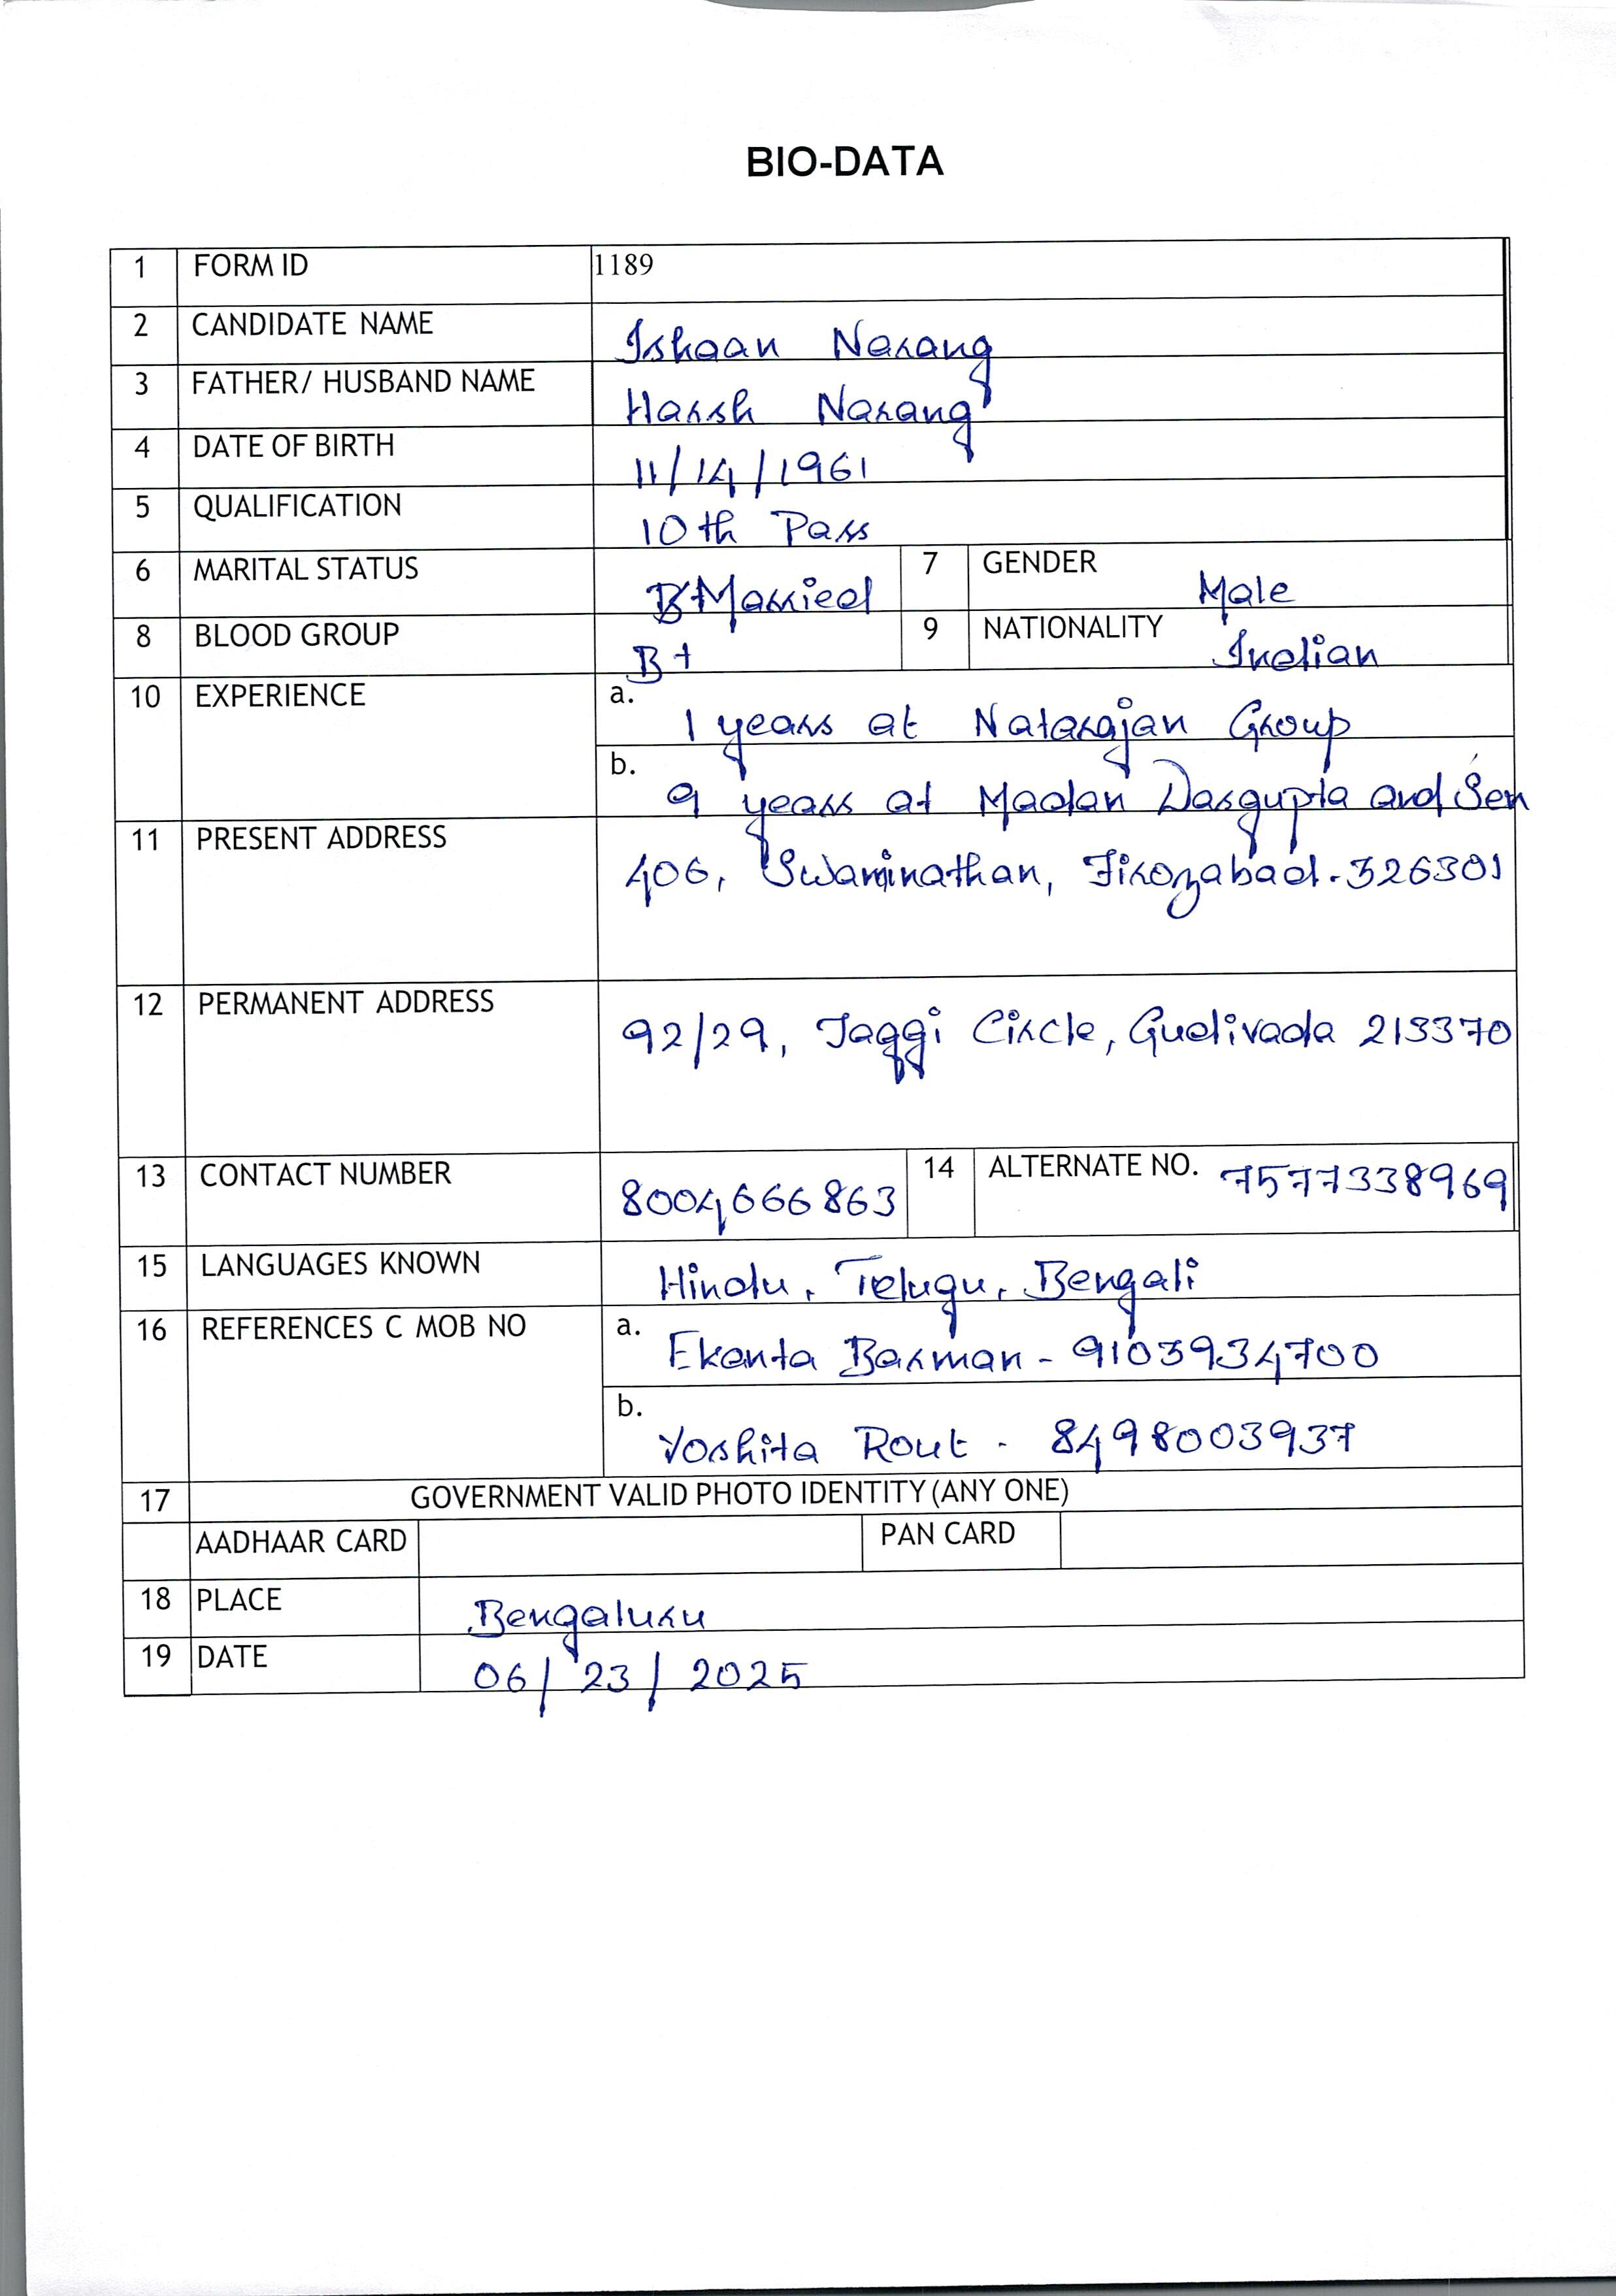 BIO-DATA
1 FORM ID 1189
2 CANDIDATE NAME Ishaan Narang
3 FATHER/ HUSBAND NAME Harsh Narang
4 DATE OF BIRTH 11/14/1961
5 QUALIFICATION 10th Pass
6 MARITAL STATUS Married 7 GENDER Male
8 BLOOD GROUP B+ 9 NATIONALITY Indian
10 EXPERIENCE a. 1 years at Natarajan Group
b. 9 years at Madan Dasgupta and Sen
11 PRESENT ADDRESS 406, Swaminathan, Firozabad. 326301
12 PERMANENT ADDRESS 92/29, Jaggi Circle, Gudivada 213370
13 CONTACT NUMBER 8004666863 14 ALTERNATE NO. 7577338969
15 LANGUAGES KNOWN Hindu, Telugu, Bengali
16 REFERENCES C MOB NO a. Ekanta Barman - 9103934700
b. Yoshita Rout - 8498003937
17 GOVERNMENT VALID PHOTO IDENTITY (ANY ONE)
AADHAAR CARD PAN CARD
18 PLACE Bengaluru
19 DATE 06/23/2025